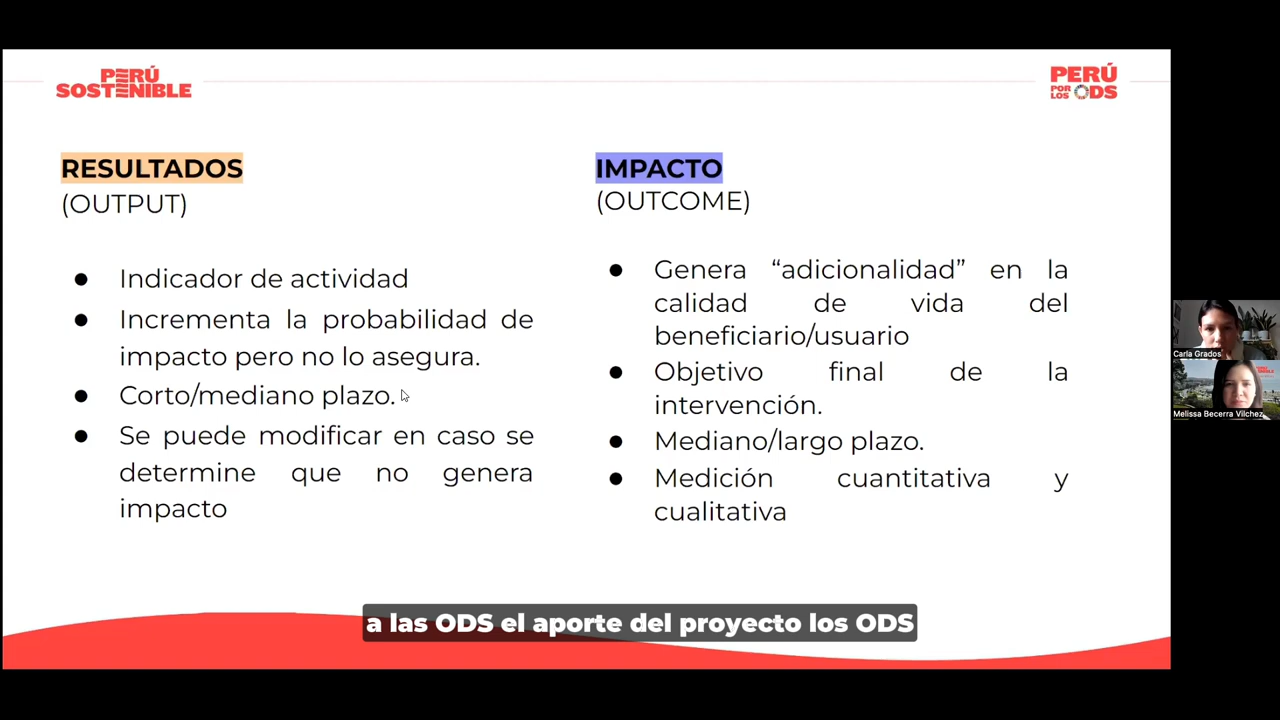 PERÚ
SOSTENIBLE
PERÚ
POR
LOS ODS
RESULTADOS
(OUTPUT)
● Indicador de actividad
● Incrementa la probabilidad de
impacto pero no lo asegura.
● Corto/mediano plazo.
● Se puede modificar en caso se
determine que no genera
impacto
IMPACTO
(OUTCOME)
● Genera “adicionalidad” en la
calidad de vida del
beneficiario/usuario
● Objetivo final de la
intervención.
● Mediano/largo plazo.
● Medición cuantitativa y
cualitativa
Carla Grados
Melissa Becerra Vilchez
a las ODS el aporte del proyecto los ODS